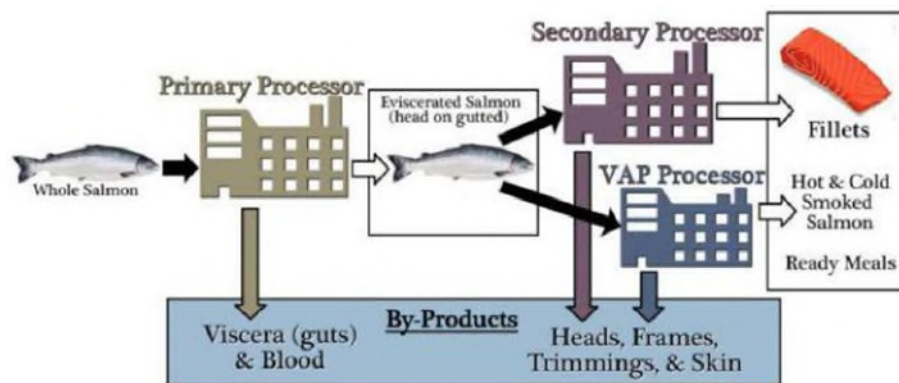 Secondary Processor
Primary Processor
Eviscerated Salmon
(head on gutted)
Fillets
Whole Salmon
VAP Processor
Hot & Cold
Smoked
Salmon
Ready Meals
By-Products
Viscera (guts)
& Blood
Heads, Frames,
Trimmings, & Skin